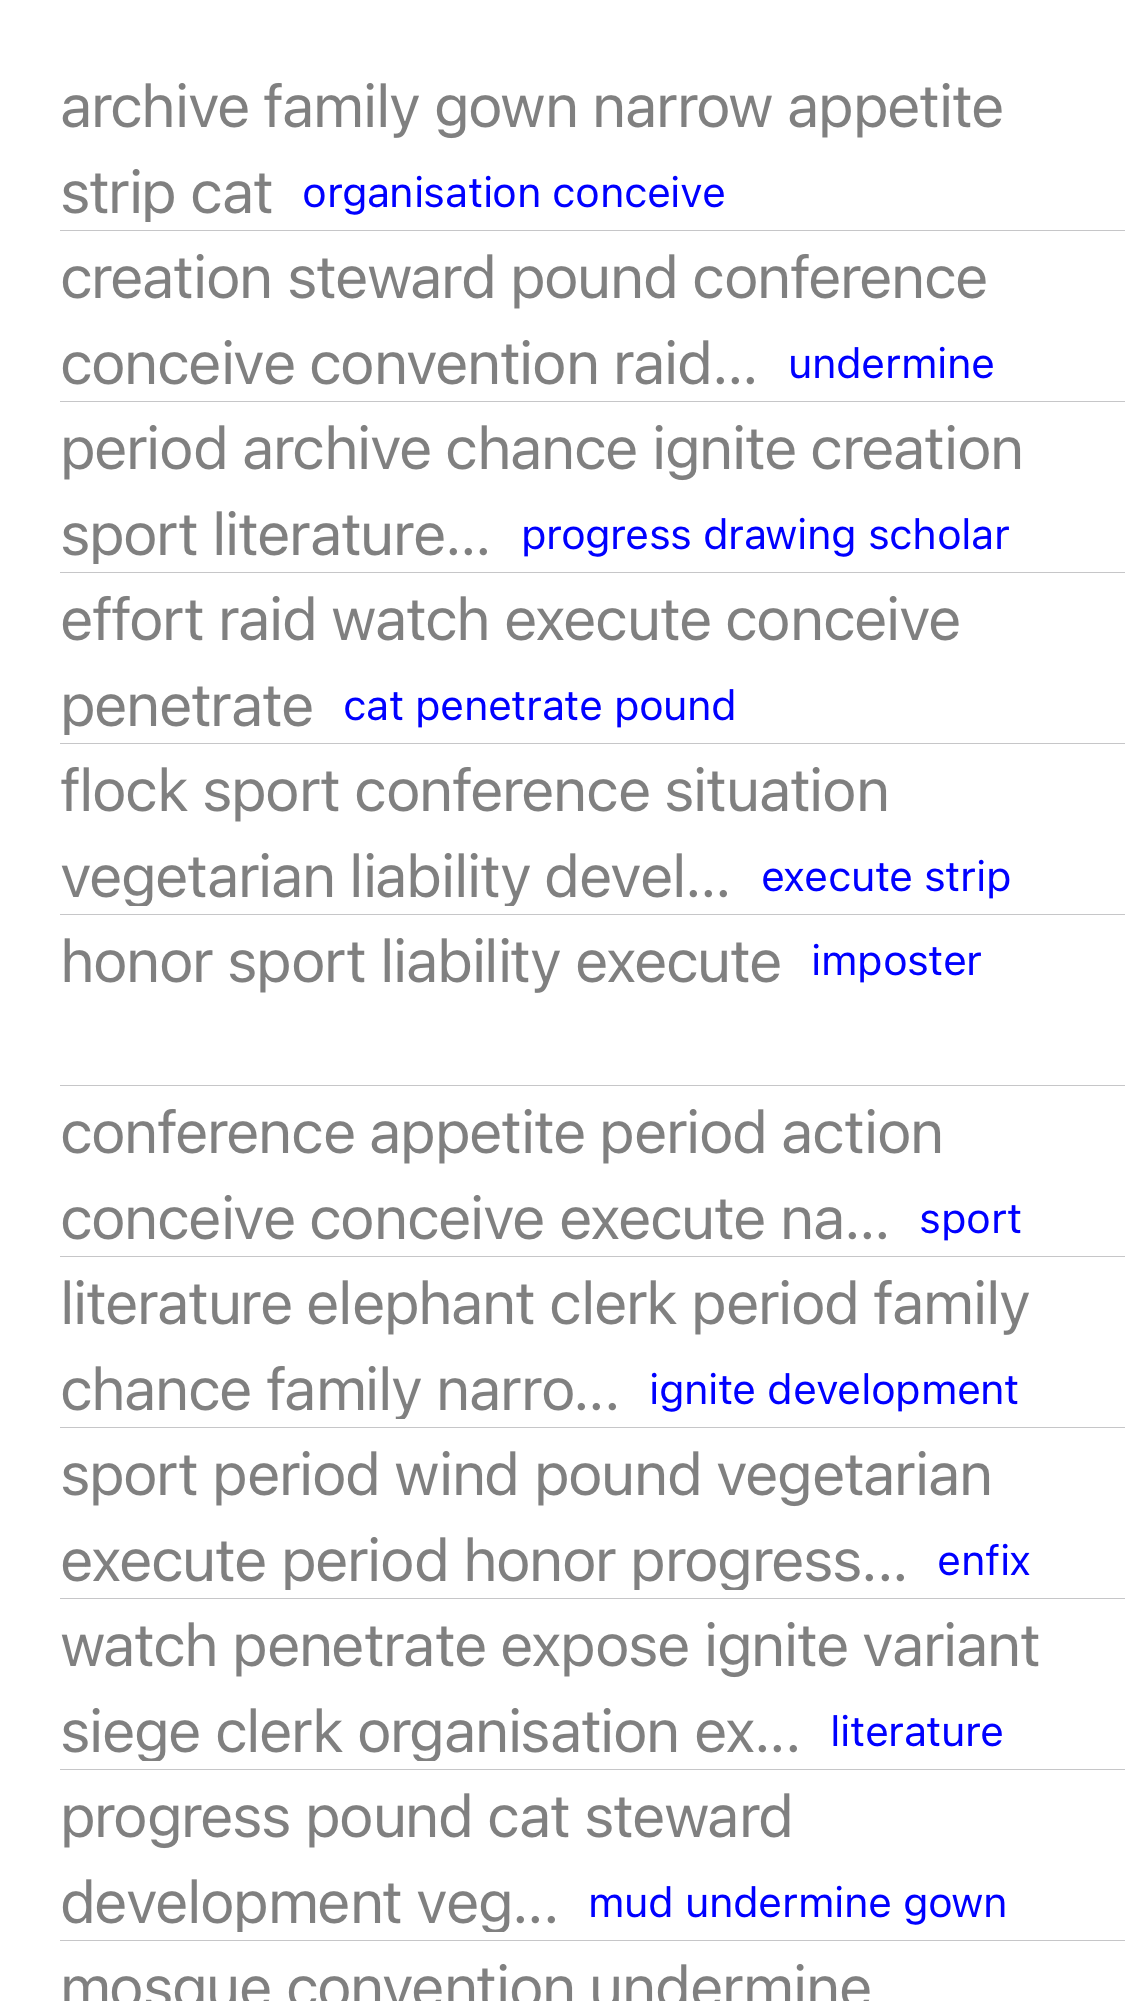 archive family gown narrow appetite
strip cat organisation conceive
creation steward pound conference
conceive convention raid... undermine
period archive chance ignite creation
sport literature... progress drawing scholar
effort raid watch execute conceive
penetrate cat penetrate pound
flock sport conference situation
vegetarian liability devel... execute strip
honor sport liability execute imposter
conference appetite period action
conceive conceive execute na... sport
literature elephant clerk period family
chance family narro... ignite development
sport period wind pound vegetarian
execute period honor progress... enfix
watch penetrate expose ignite variant
siege clerk organisation ex... literature
progress pound cat steward
development veg... mud undermine gown
mosque convention undermine